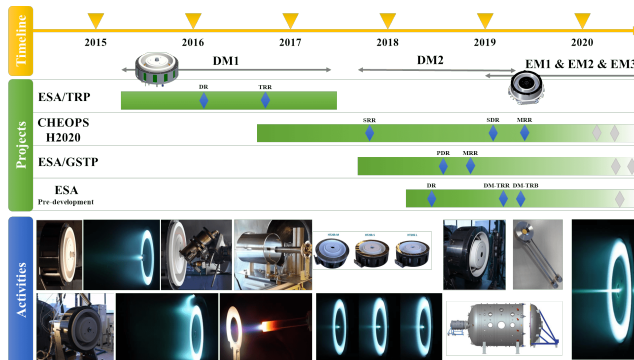 Timeline
2015
2016
2017
2018
2019
2020
DM1
DM2
EM1 & EM2 & EM3
Projects
ESA/TRP
DR
TRR
CHEOPS
H2020
SRR
SDR
MRR
ESA/GSTP
PDR
MRR
ESA
Pre-development
DR
DM-TRR
DM-TRB
Activities